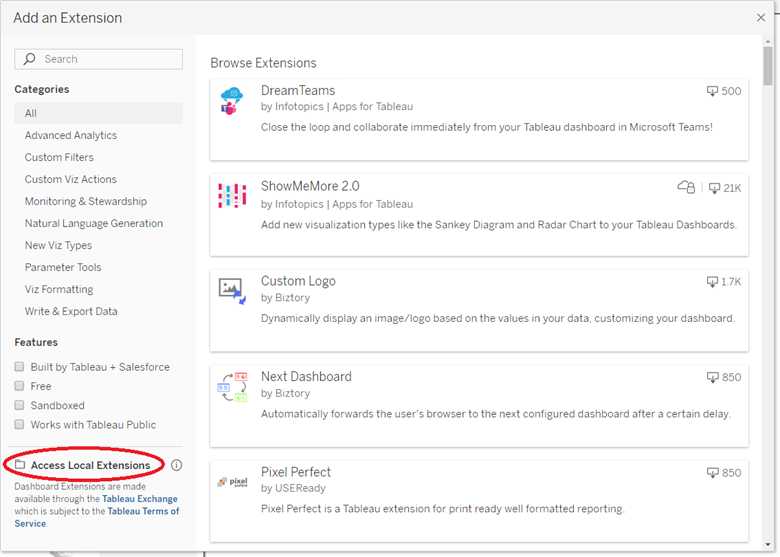 Add an Extension
Search
Categories
All
Advanced Analytics
Custom Filters
Custom Viz Actions
Monitoring & Stewardship
Natural Language Generation
New Viz Types
Parameter Tools
Viz Formatting
Write & Export Data
Features
Built by Tableau + Salesforce
Free
Sandboxed
Works with Tableau Public
Access Local Extensions
Dashboard Extensions are made
available through the Tableau Exchange
which is subject to the Tableau Terms of
Service.
Browse Extensions
DreamTeams
500
by Infotopics | Apps for Tableau
Close the loop and collaborate immediately from your Tableau dashboard in Microsoft Teams!
ShowMeMore 2.0
21K
by Infotopics | Apps for Tableau
Add new visualization types like the Sankey Diagram and Radar Chart to your Tableau Dashboards.
Custom Logo
1.7K
by Biztory
Dynamically display an image/logo based on the values in your data, customizing your dashboard.
Next Dashboard
850
by Biztory
Automatically forwards the user's browser to the next configured dashboard after a certain delay.
pixel
Pixel Perfect
850
by USEReady
Pixel Perfect is a Tableau extension for print ready well formatted reporting.